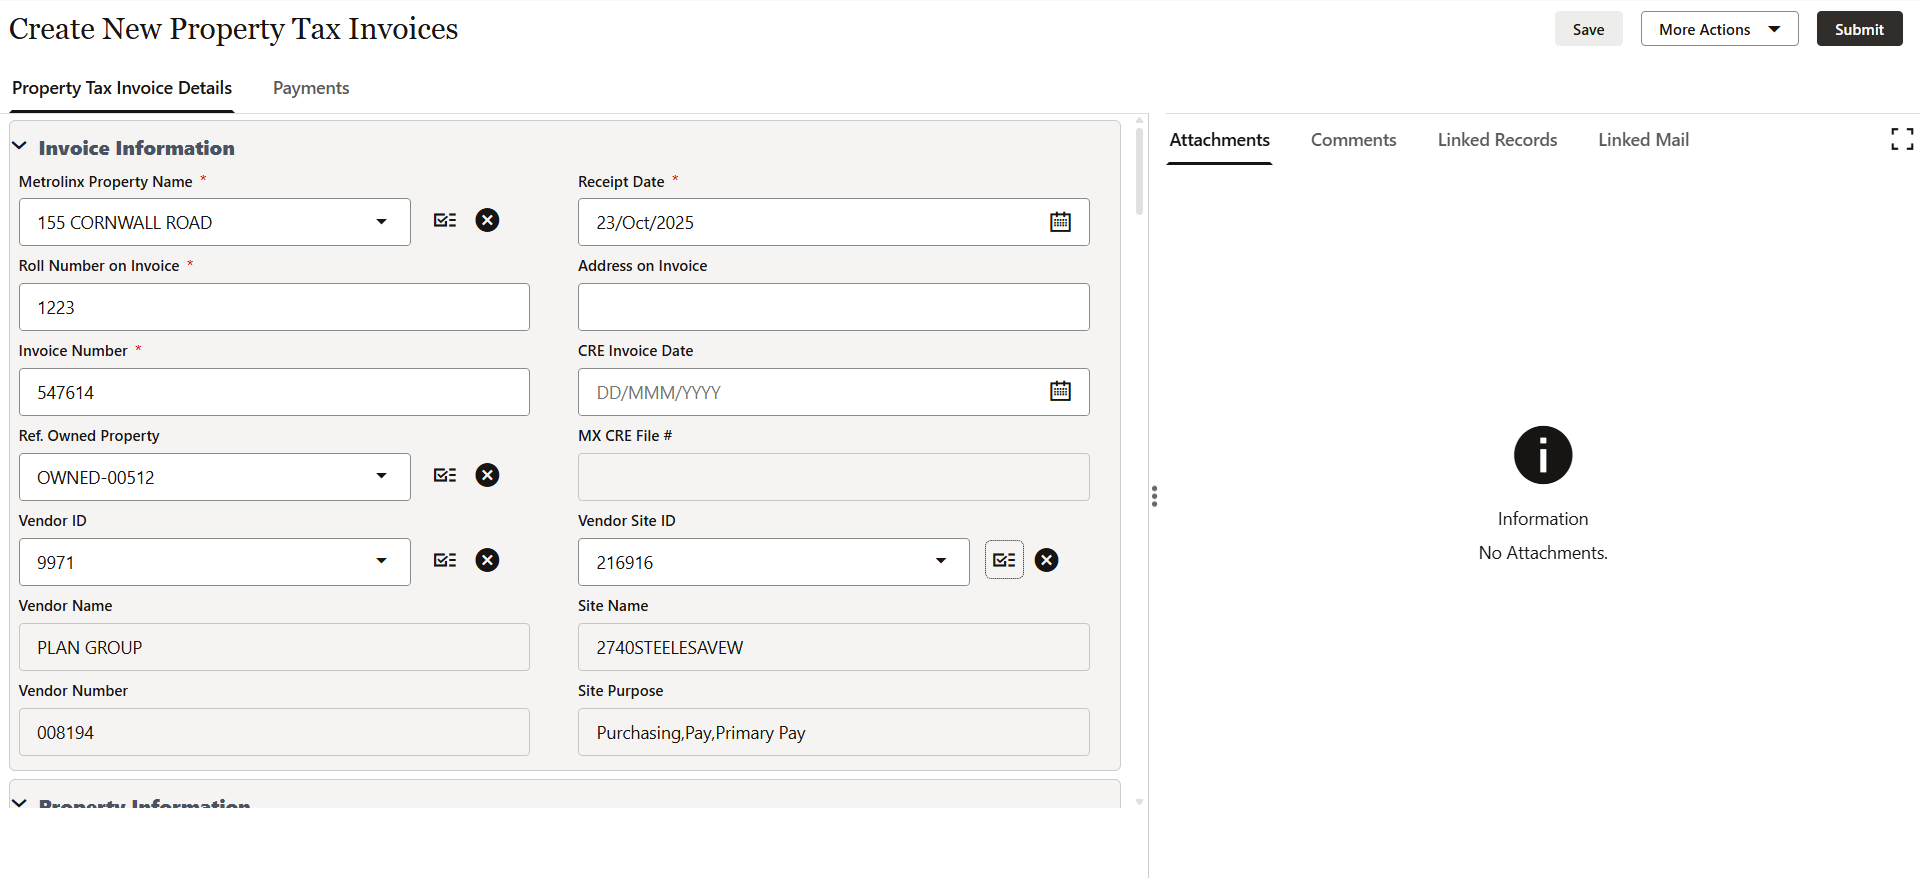 Create New Property Tax Invoices
Save
More Actions
Submit
Property Tax Invoice Details
Payments
Invoice Information
Metrolinx Property Name *
155 CORNWALL ROAD
Receipt Date *
23/Oct/2025
Roll Number on Invoice *
1223
Address on Invoice
Invoice Number *
547614
CRE Invoice Date
DD/MMM/YYYY
Ref. Owned Property
OWNED-00512
MX CRE File #
Vendor ID
9971
Vendor Site ID
216916
Vendor Name
PLAN GROUP
Site Name
2740STEELESAVEW
Vendor Number
008194
Site Purpose
Purchasing,Pay,Primary Pay
Property Information
Attachments
Comments
Linked Records
Linked Mail
Information
No Attachments.